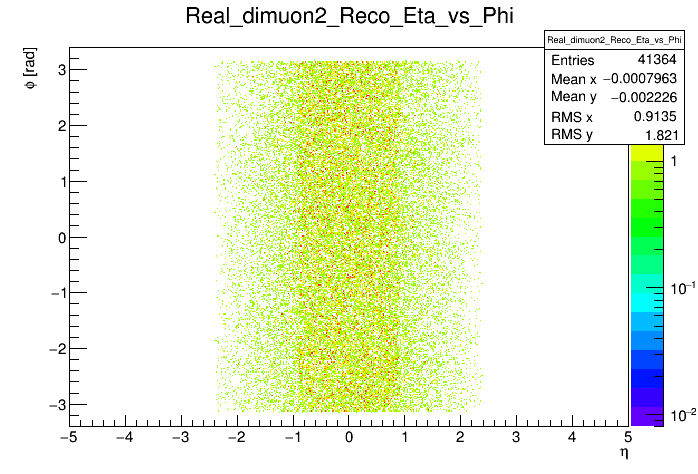 Real_dimuon2_Reco_Eta_vs_Phi
Real_dimuon2_Reco_Eta_vs_Phi
Entries 41364
Mean x −0.0007963
Mean y −0.002226
RMS x 0.9135
RMS y 1.821
ϕ [rad]
3
2
1
0
−1
−2
−3
−5 −4 −3 −2 −1 0 1 2 3 4 5
η
1
10⁻¹
10⁻²